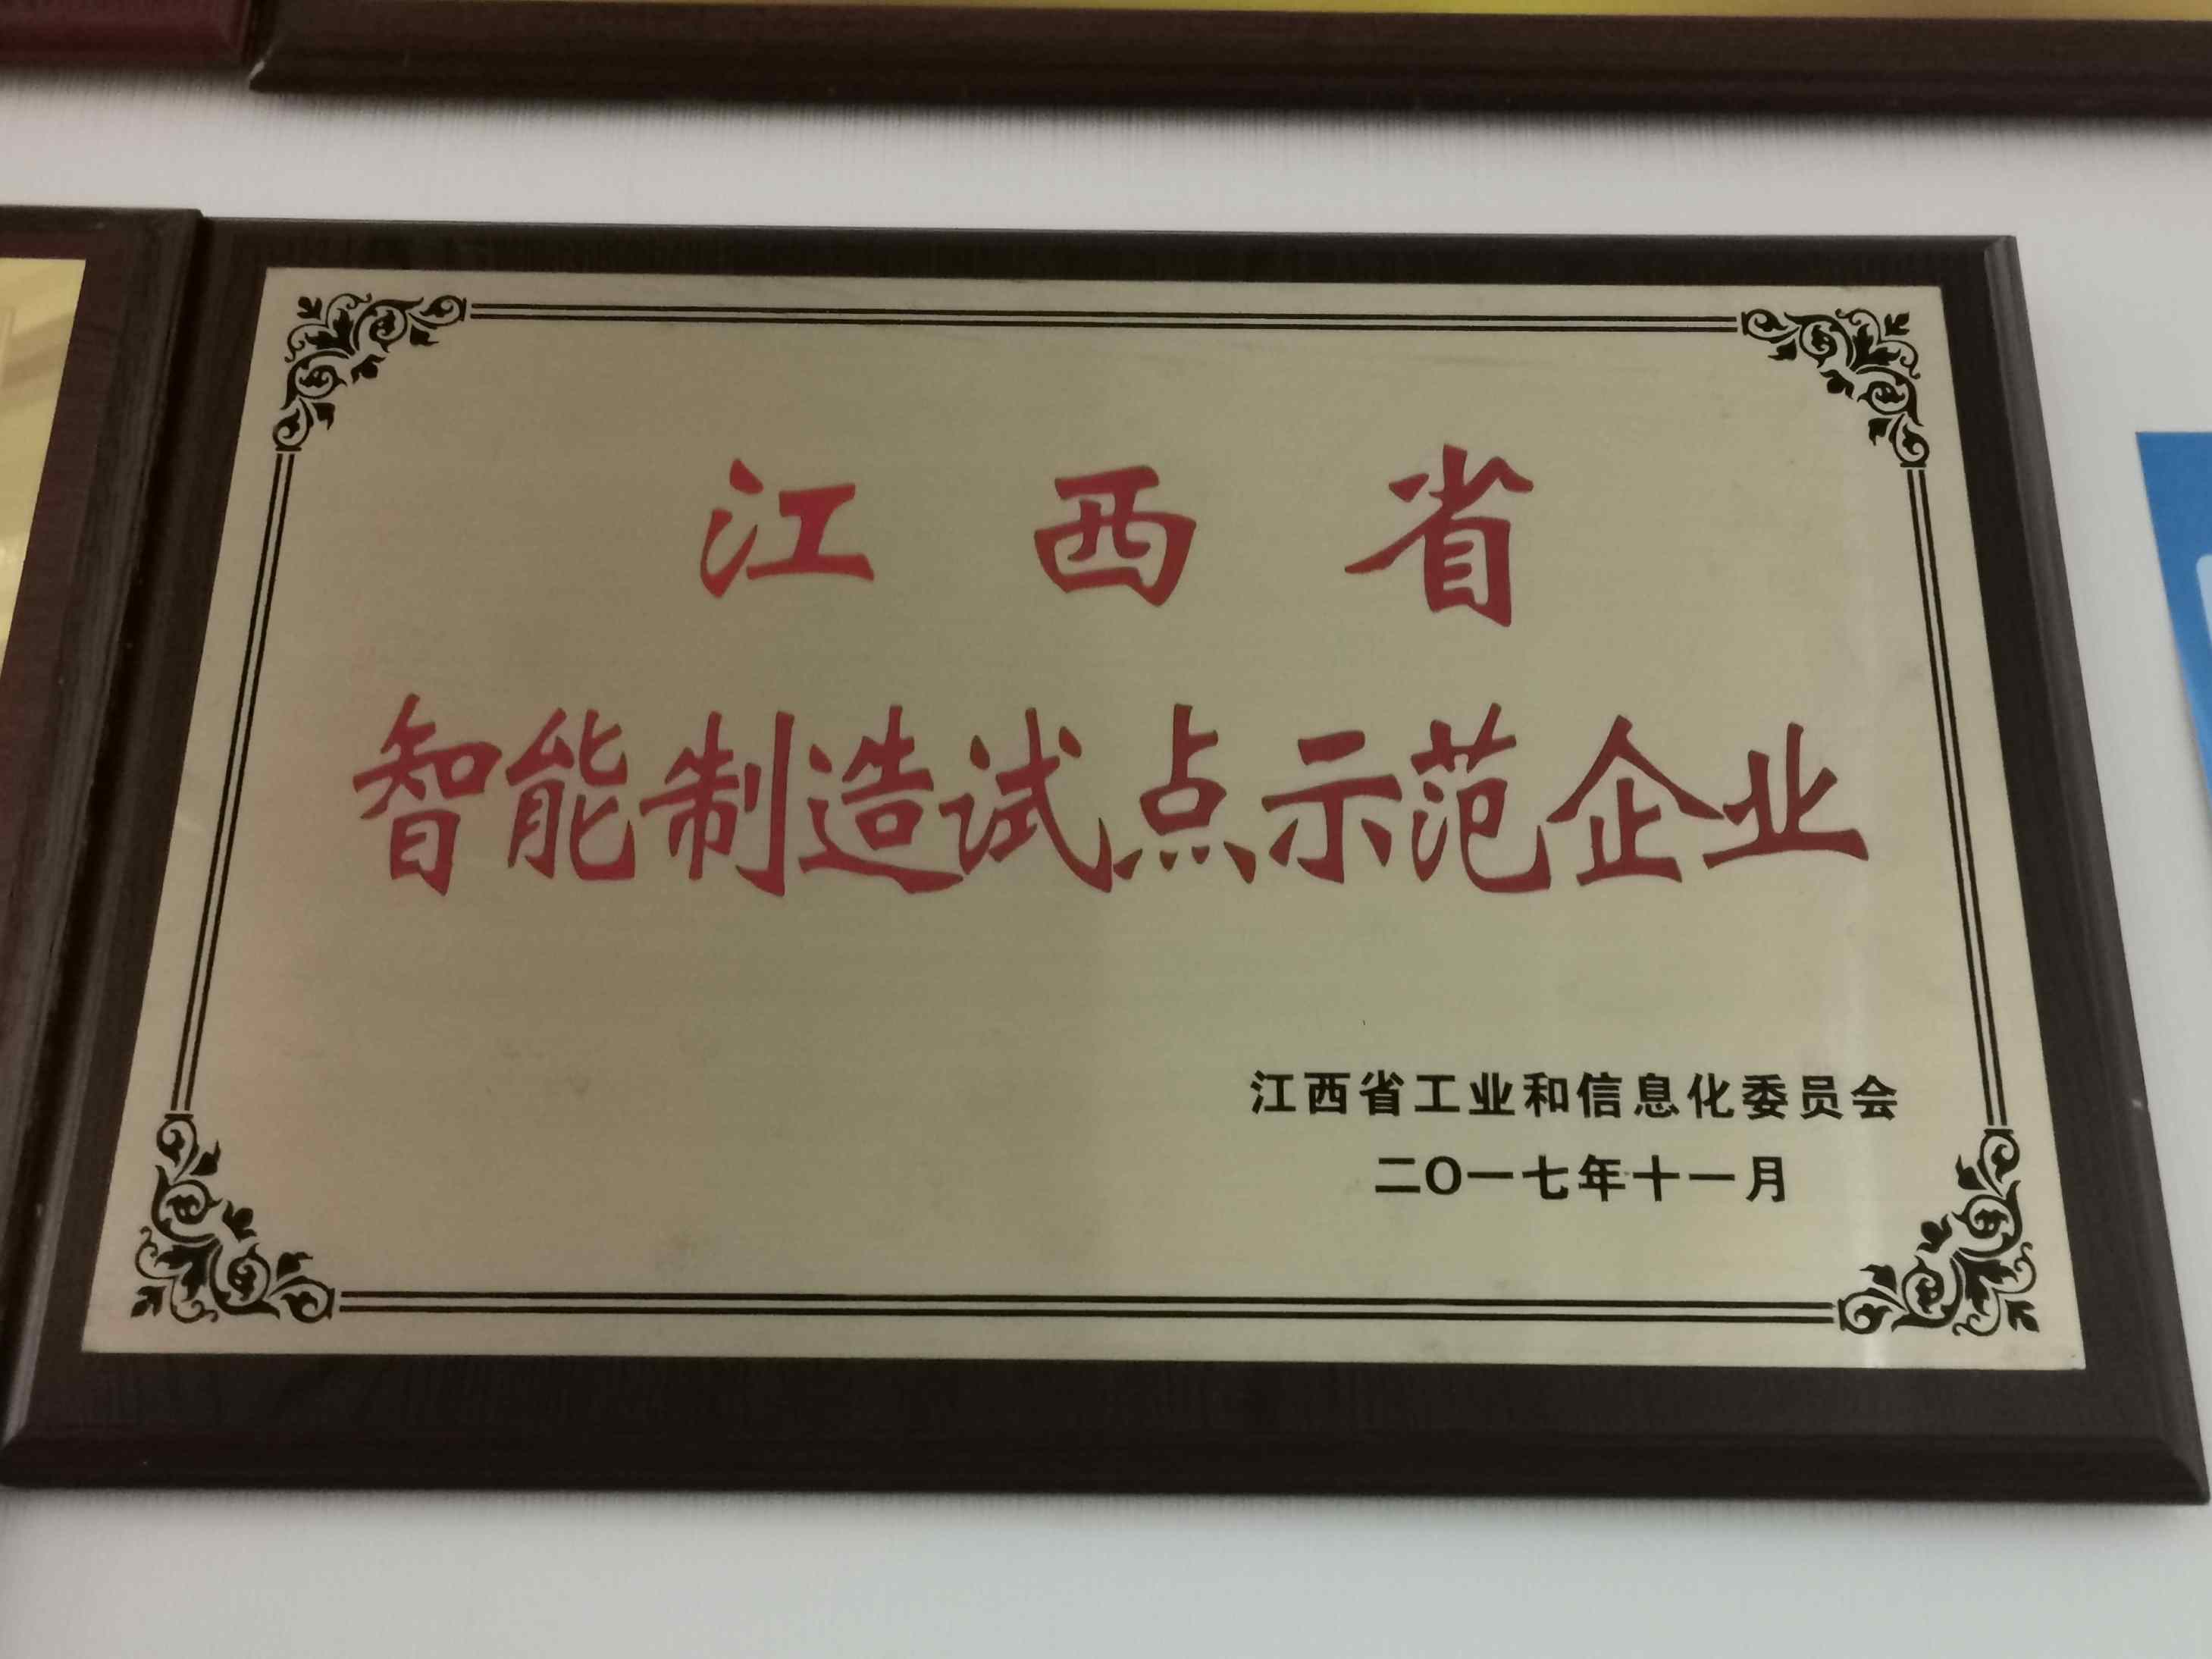 江西省
智能制造试点示范企业
江西省工业和信息化委员会
二〇一七年十一月